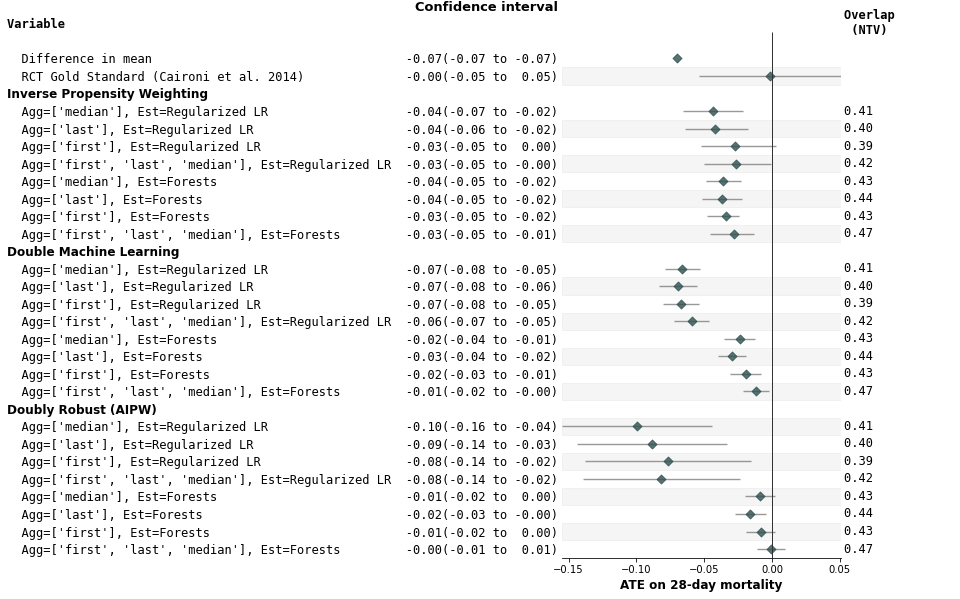 Confidence interval
Variable
Overlap
(NTV)
Difference in mean -0.07(-0.07 to -0.07)
RCT Gold Standard (Caironi et al. 2014) -0.00(-0.05 to 0.05)
Inverse Propensity Weighting
Agg=['median'], Est=Regularized LR -0.04(-0.07 to -0.02) 0.41
Agg=['last'], Est=Regularized LR -0.04(-0.06 to -0.02) 0.40
Agg=['first'], Est=Regularized LR -0.03(-0.05 to 0.00) 0.39
Agg=['first', 'last', 'median'], Est=Regularized LR -0.03(-0.05 to -0.00) 0.42
Agg=['median'], Est=Forests -0.04(-0.05 to -0.02) 0.43
Agg=['last'], Est=Forests -0.04(-0.05 to -0.02) 0.44
Agg=['first'], Est=Forests -0.03(-0.05 to -0.02) 0.43
Agg=['first', 'last', 'median'], Est=Forests -0.03(-0.05 to -0.01) 0.47
Double Machine Learning
Agg=['median'], Est=Regularized LR -0.07(-0.08 to -0.05) 0.41
Agg=['last'], Est=Regularized LR -0.07(-0.08 to -0.06) 0.40
Agg=['first'], Est=Regularized LR -0.07(-0.08 to -0.05) 0.39
Agg=['first', 'last', 'median'], Est=Regularized LR -0.06(-0.07 to -0.05) 0.42
Agg=['median'], Est=Forests -0.02(-0.04 to -0.01) 0.43
Agg=['last'], Est=Forests -0.03(-0.04 to -0.02) 0.44
Agg=['first'], Est=Forests -0.02(-0.03 to -0.01) 0.43
Agg=['first', 'last', 'median'], Est=Forests -0.01(-0.02 to -0.00) 0.47
Doubly Robust (AIPW)
Agg=['median'], Est=Regularized LR -0.10(-0.16 to -0.04) 0.41
Agg=['last'], Est=Regularized LR -0.09(-0.14 to -0.03) 0.40
Agg=['first'], Est=Regularized LR -0.08(-0.14 to -0.02) 0.39
Agg=['first', 'last', 'median'], Est=Regularized LR -0.08(-0.14 to -0.02) 0.42
Agg=['median'], Est=Forests -0.01(-0.02 to 0.00) 0.43
Agg=['last'], Est=Forests -0.02(-0.03 to -0.00) 0.44
Agg=['first'], Est=Forests -0.01(-0.02 to 0.00) 0.43
Agg=['first', 'last', 'median'], Est=Forests -0.00(-0.01 to 0.01) 0.47
−0.15 −0.10 −0.05 0.00 0.05
ATE on 28-day mortality